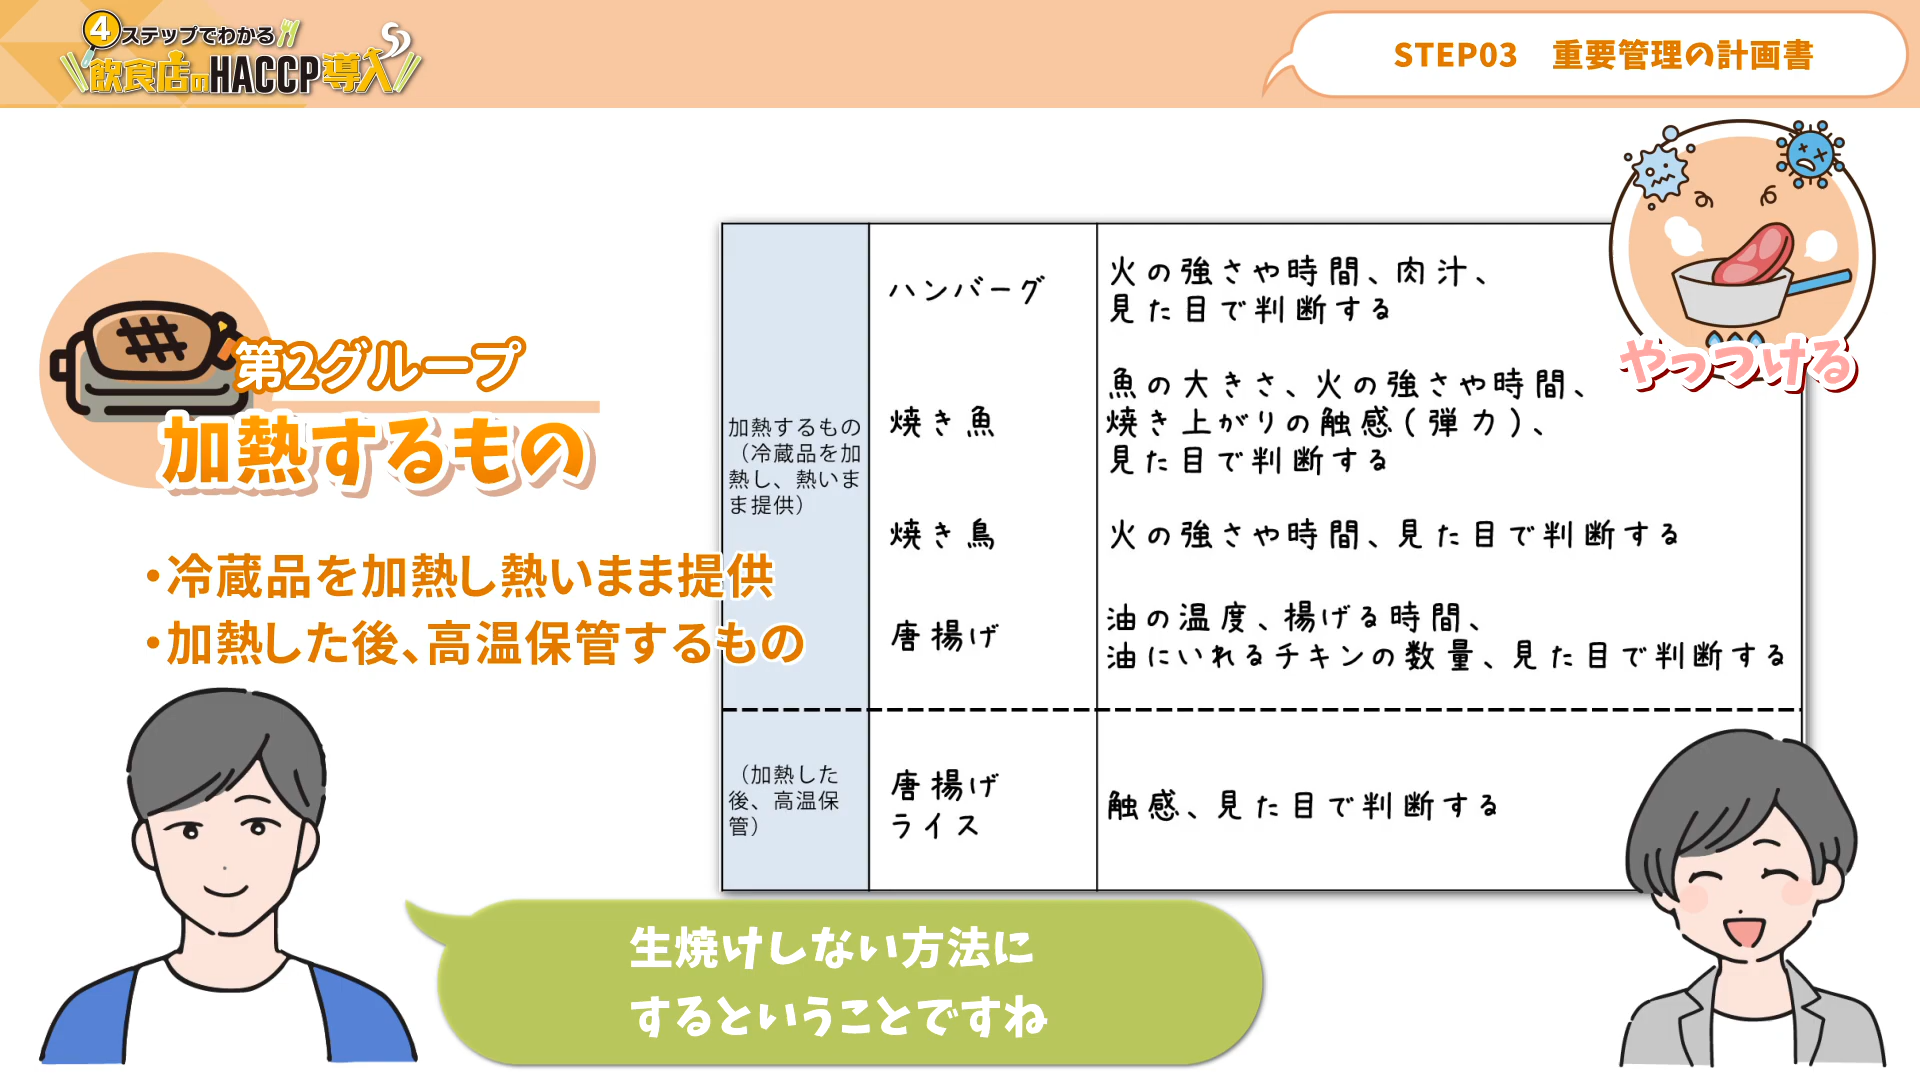 4ステップでわかる
飲食店のHACCP導入
STEP03 重要管理の計画書
第2グループ
加熱するもの
・冷蔵品を加熱し熱いまま提供
・加熱した後、高温保管するもの
加熱するもの
(冷蔵品を加
熱し、熱いま
ま提供)
ハンバーグ
火の強さや時間、肉汁、
見た目で判断する
焼き魚
魚の大きさ、火の強さや時間、
焼き上がりの触感(弾力)、
見た目で判断する
焼き鳥
火の強さや時間、見た目で判断する
唐揚げ
油の温度、揚げる時間、
油にいれるチキンの数量、見た目で判断する
(加熱した
後、高温保
管)
唐揚げ
ライス
触感、見た目で判断する
やっつける
生焼けしない方法に
するということですね